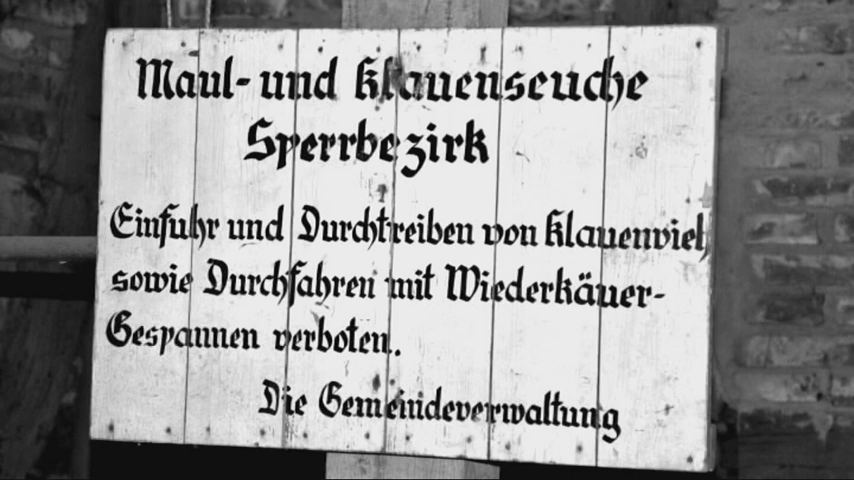 Maul- und Klauenseuche
Sperrbezirk
Einfuhr und Durchtreiben von Klauenvieh
sowie Durchfahren mit Wiederkäuer-
Gespannen verboten.
Die Gemeindeverwaltung